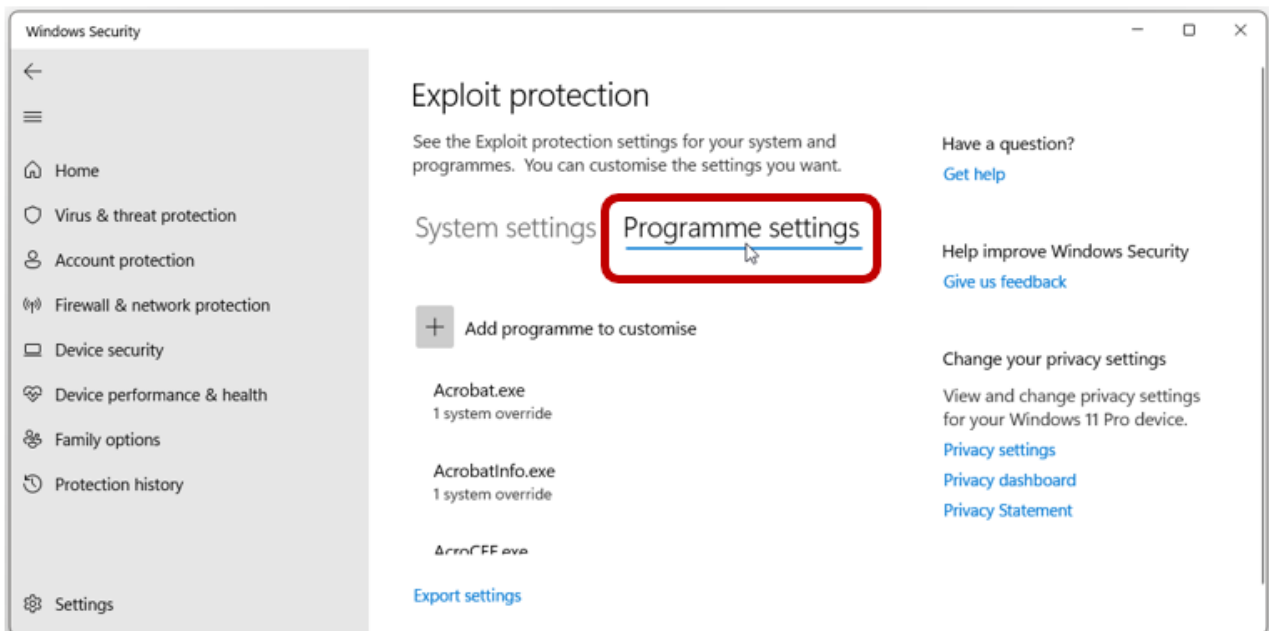 Windows Security
Home
Virus & threat protection
Account protection
Firewall & network protection
Device security
Device performance & health
Family options
Protection history
Settings
Exploit protection
See the Exploit protection settings for your system and
programmes. You can customise the settings you want.
System settings
Programme settings
Add programme to customise
Acrobat.exe
1 system override
AcrobatInfo.exe
1 system override
Export settings
Have a question?
Get help
Help improve Windows Security
Give us feedback
Change your privacy settings
View and change privacy settings
for your Windows 11 Pro device.
Privacy settings
Privacy dashboard
Privacy Statement